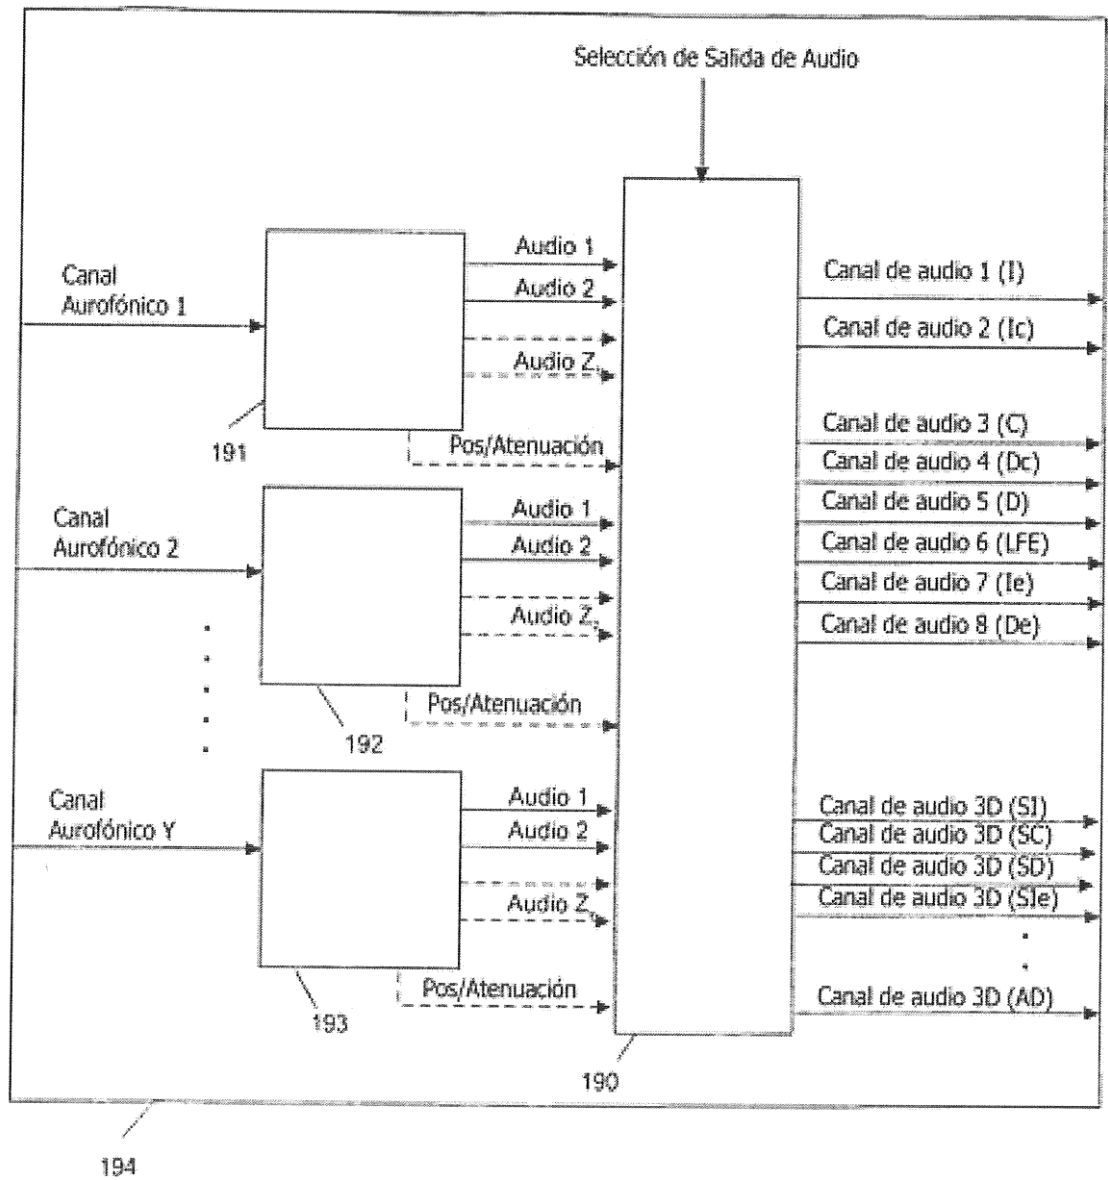 Selección de Salida de Audio
Canal
Aurofónico 1
Audio 1
Audio 2
Audio Z
Pos/Atenuación
191
Canal
Aurofónico 2
Audio 1
Audio 2
Audio Z
Pos/Atenuación
192
Canal
Aurofónico Y
Audio 1
Audio 2
Audio Z
Pos/Atenuación
193
Canal de audio 1 (I)
Canal de audio 2 (Ic)
Canal de audio 3 (C)
Canal de audio 4 (Dc)
Canal de audio 5 (D)
Canal de audio 6 (LFE)
Canal de audio 7 (Ie)
Canal de audio 8 (De)
Canal de audio 3D (SI)
Canal de audio 3D (SC)
Canal de audio 3D (SD)
Canal de audio 3D (SIe)
Canal de audio 3D (AD)
190
194